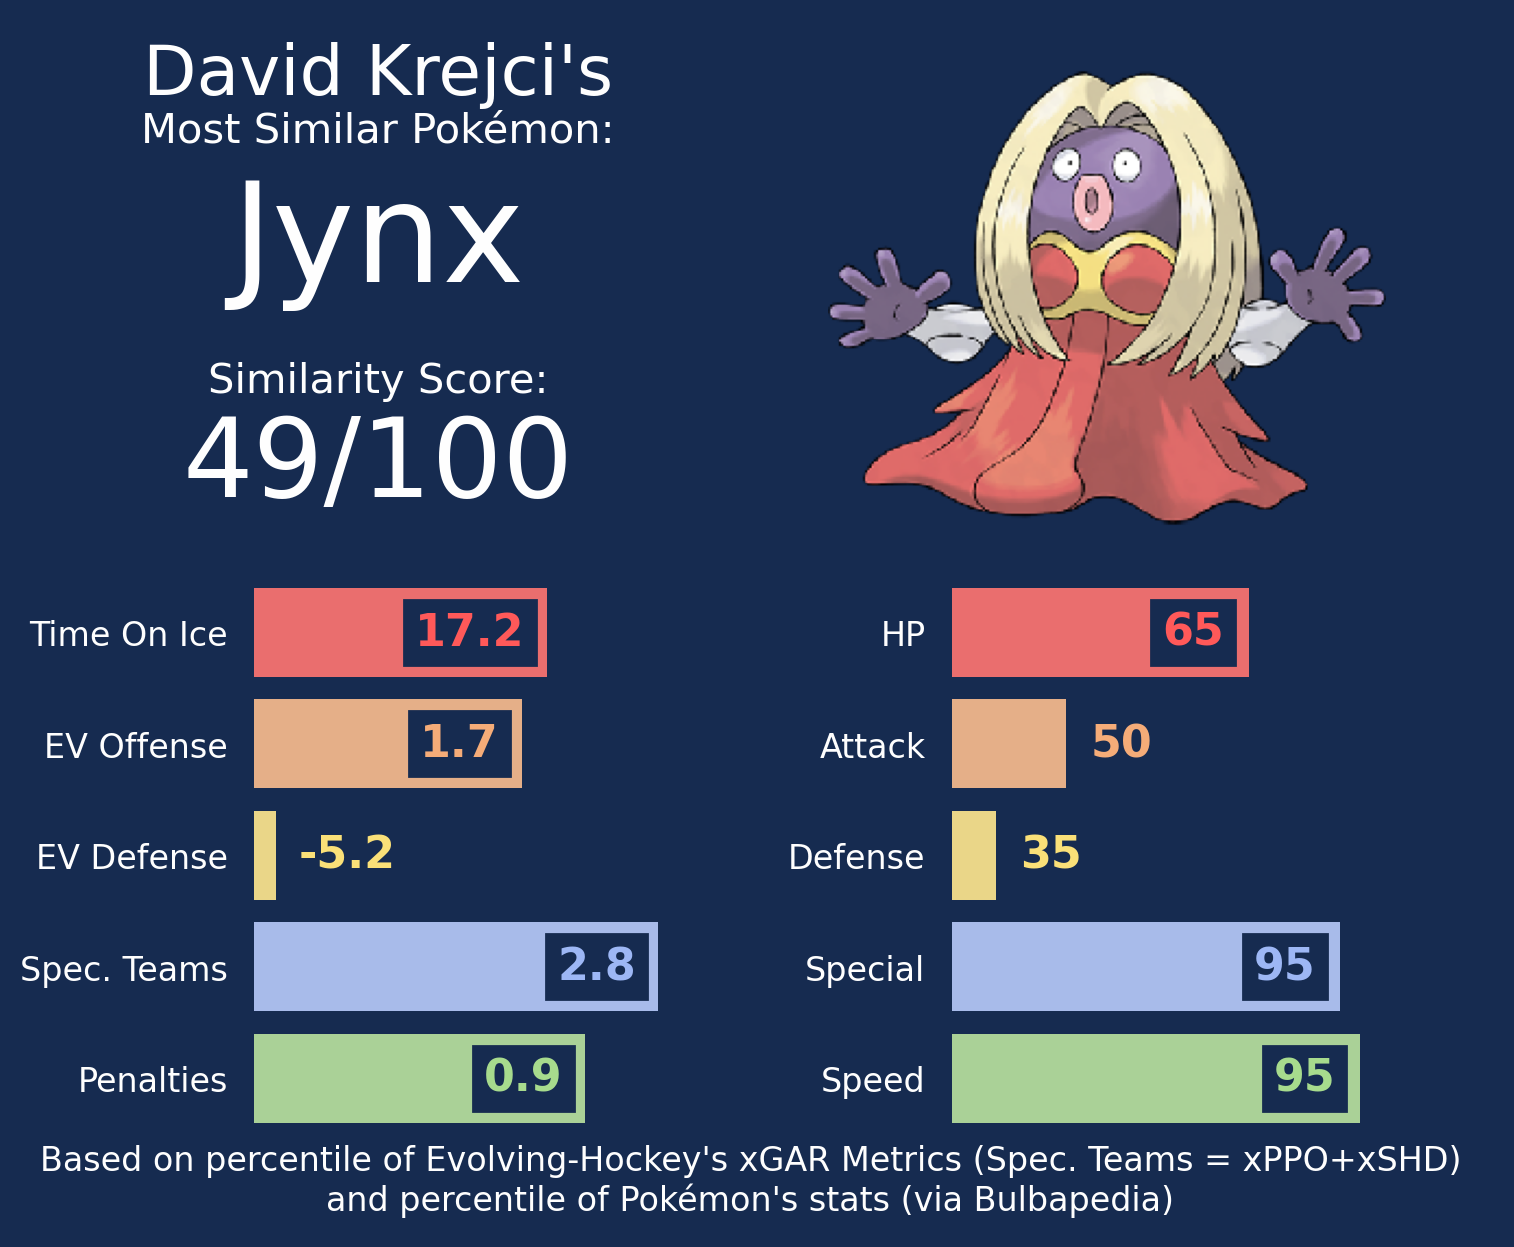 David Krejci's
Most Similar Pokémon:
Jynx
Similarity Score:
49/100
Time On Ice 17.2
EV Offense 1.7
EV Defense -5.2
Spec. Teams 2.8
Penalties 0.9
HP 65
Attack 50
Defense 35
Special 95
Speed 95
Based on percentile of Evolving-Hockey's xGAR Metrics (Spec. Teams = xPPO+xSHD)
and percentile of Pokémon's stats (via Bulbapedia)